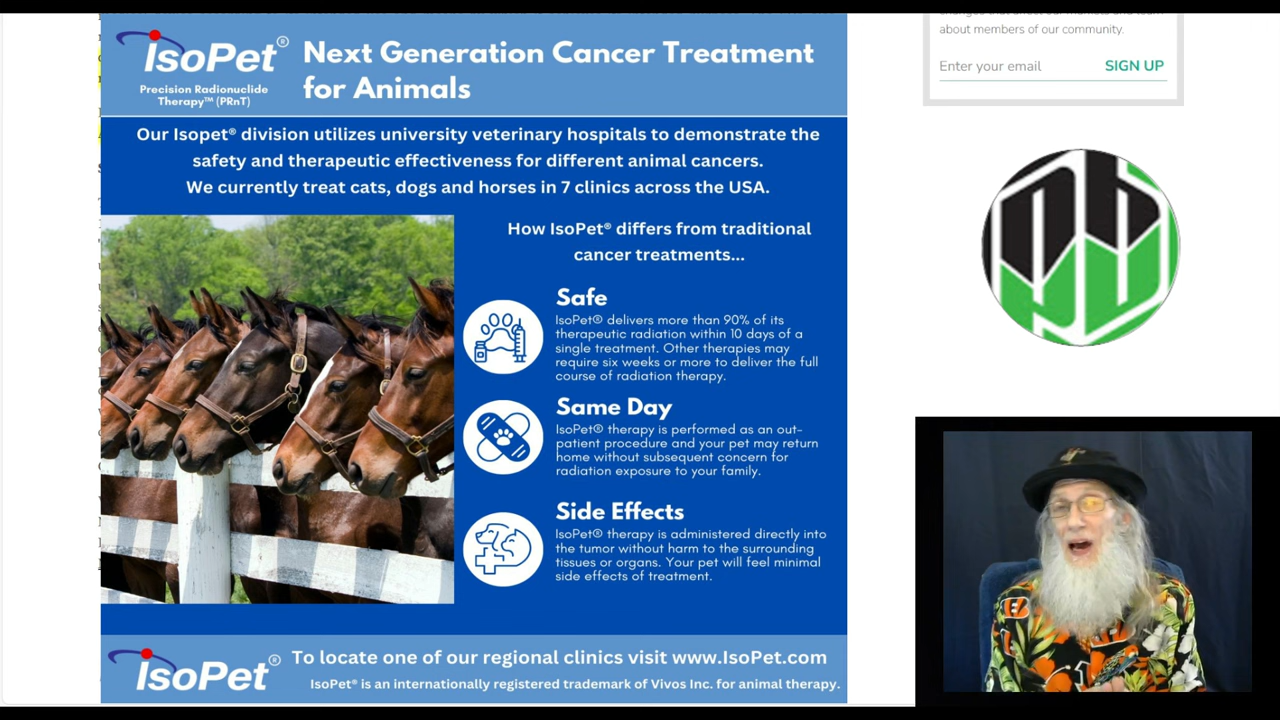 IsoPet®
Precision Radionuclide
Therapy™ (PRnT)
Next Generation Cancer Treatment
for Animals
Our Isopet® division utilizes university veterinary hospitals to demonstrate the
safety and therapeutic effectiveness for different animal cancers.
We currently treat cats, dogs and horses in 7 clinics across the USA.
How IsoPet® differs from traditional
cancer treatments...
Safe
IsoPet® delivers more than 90% of its
therapeutic radiation within 10 days of a
single treatment. Other therapies may
require six weeks or more to deliver the full
course of radiation therapy.
Same Day
IsoPet® therapy is performed as an out-
patient procedure and your pet may return
home without subsequent concern for
radiation exposure to your family.
Side Effects
IsoPet® therapy is administered directly into
the tumor without harm to the surrounding
tissues or organs. Your pet will feel minimal
side effects of treatment.
IsoPet®
To locate one of our regional clinics visit www.IsoPet.com
IsoPet® is an internationally registered trademark of Vivos Inc. for animal therapy.
about members of our community.
Enter your email
SIGN UP